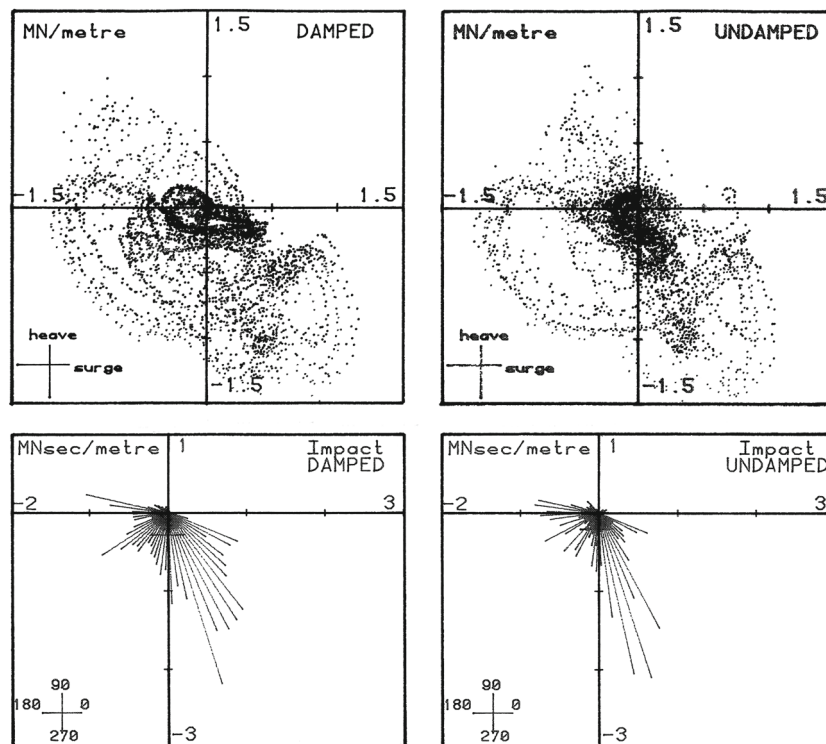 MN/metre 1.5 DAMPED
-1.5 1.5
heave
surge
-1.5
MN/metre 1.5 UNDAMPED
-1.5 1.5
heave
surge
-1.5
MNsec/metre 1 Impact
DAMPED
-2 3
90
180 0
270
-3
MNsec/metre 1 Impact
UNDAMPED
-2 3
90
180 0
270
-3